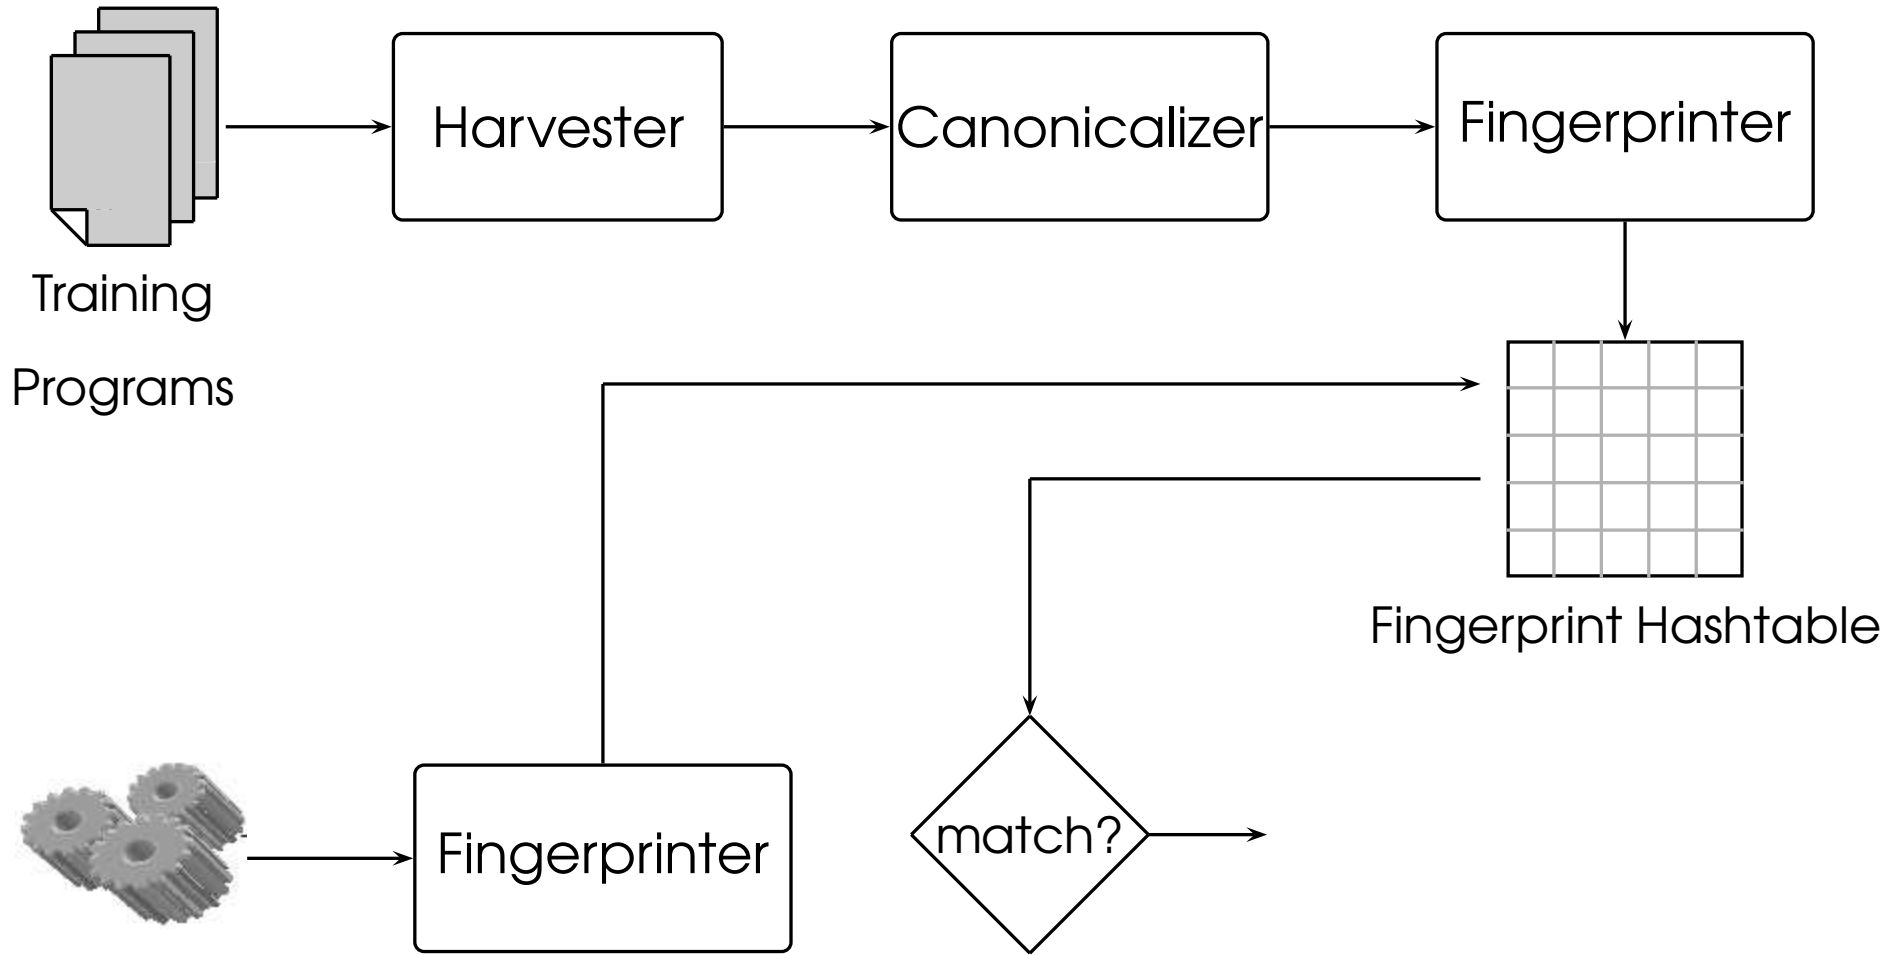 Harvester
Canonicalizer
Fingerprinter
Training
Programs
Fingerprint Hashtable
Fingerprinter
match?